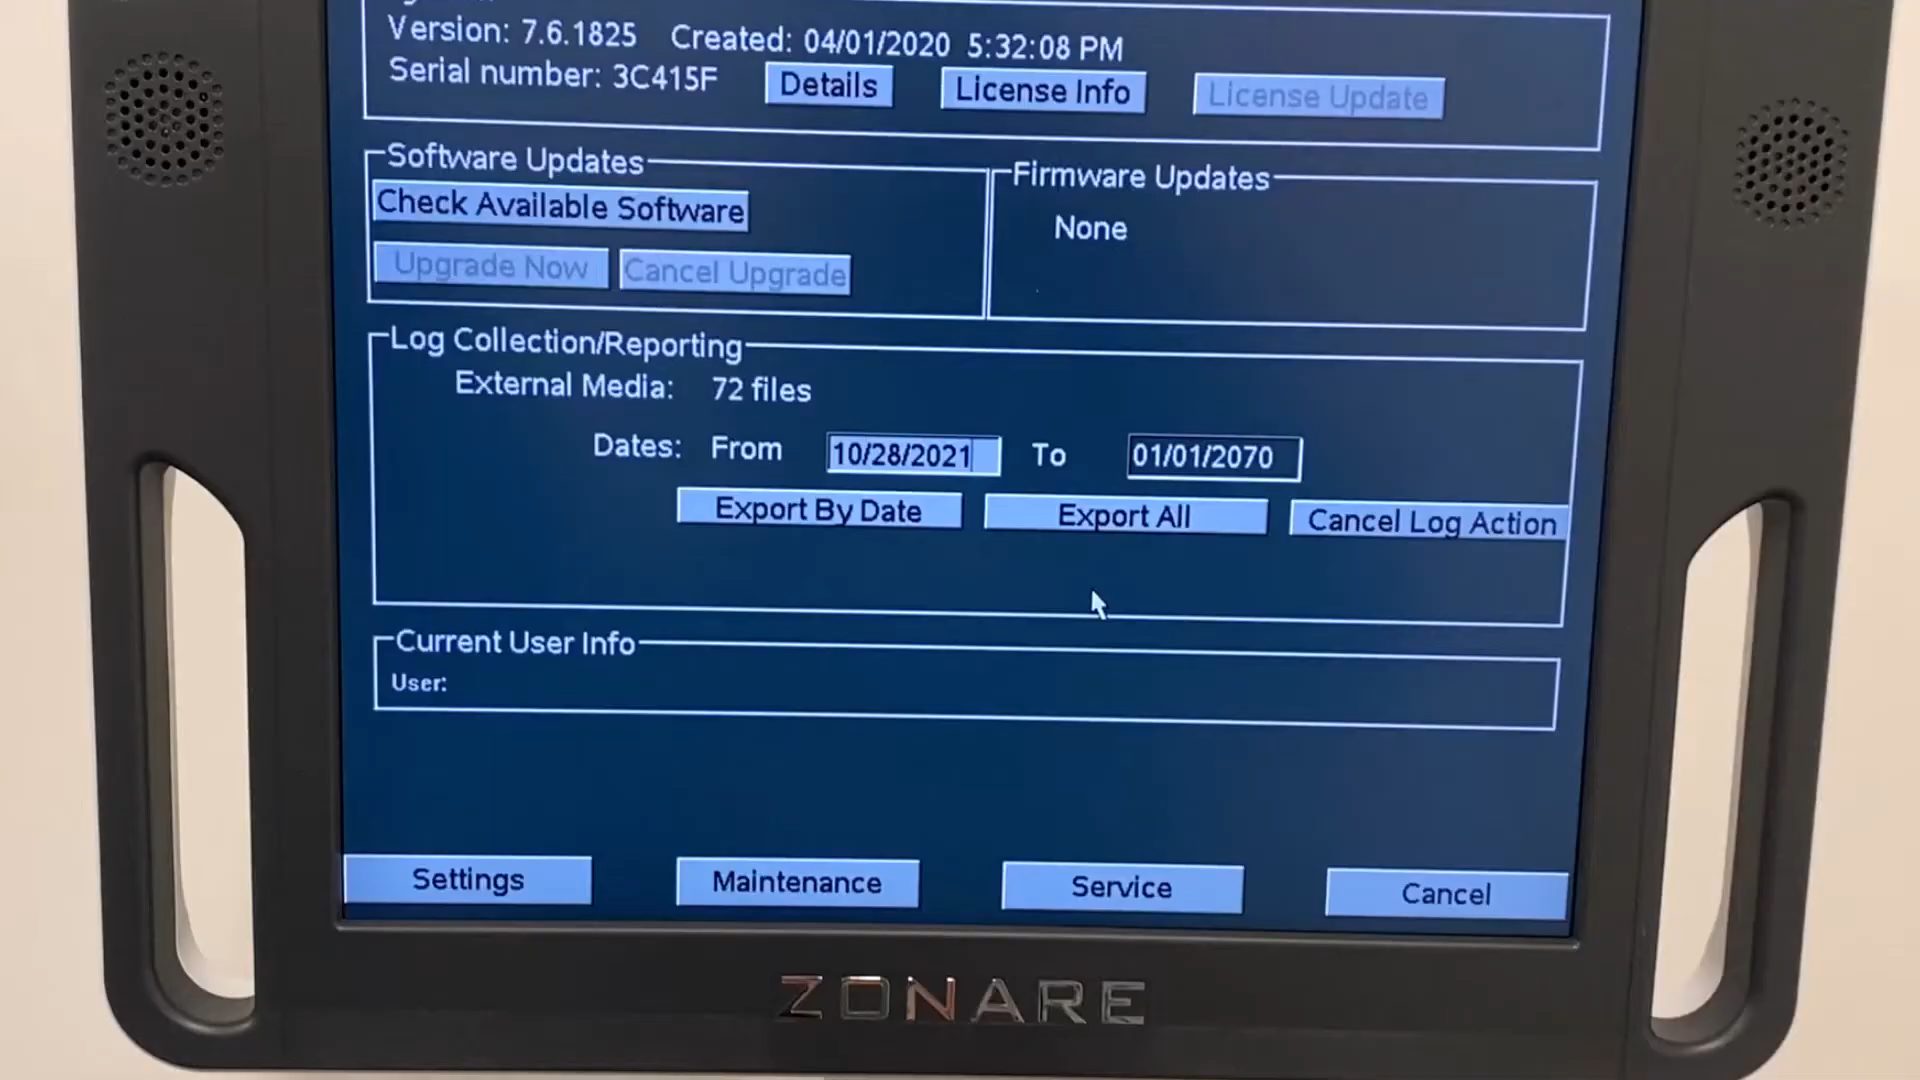 Version: 7.6.1825 Created: 04/01/2020 5:32:08 PM
Serial number: 3C415F Details License Info License Update
Software Updates Firmware Updates
Check Available Software None
Upgrade Now Cancel Upgrade
Log Collection/Reporting
External Media: 72 files
Dates: From 10/28/2021 To 01/01/2070
Export By Date Export All Cancel Log Action
Current User Info
User:
Settings Maintenance Service Cancel
ZONARE